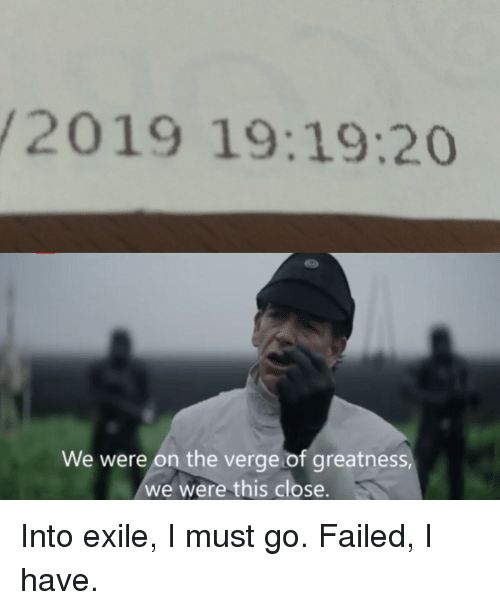 /2019 19:19:20
We were on the verge of greatness,
we were this close.
Into exile, I must go. Failed, I
have.